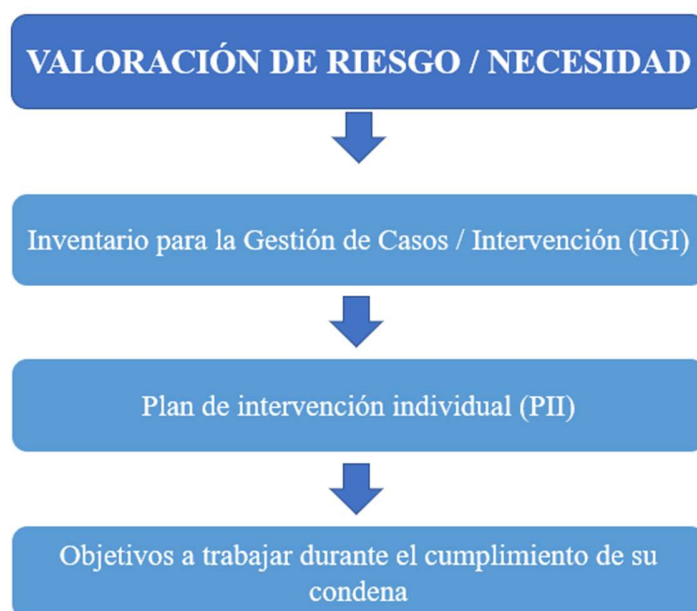 VALORACIÓN DE RIESGO / NECESIDAD
Inventario para la Gestión de Casos / Intervención (IGI)
Plan de intervención individual (PII)
Objetivos a trabajar durante el cumplimiento de su
condena